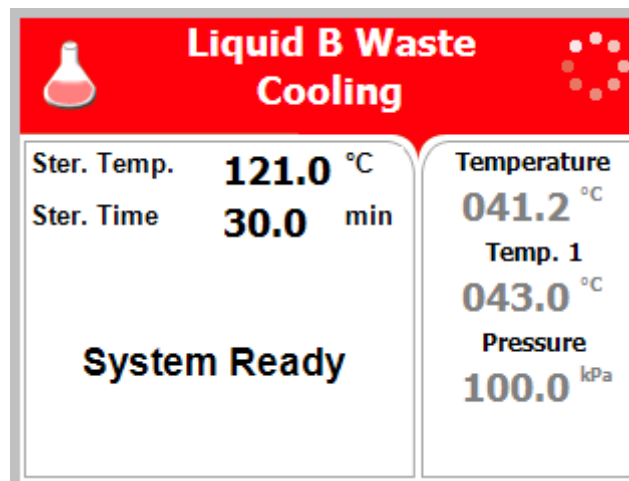 Liquid B Waste
Cooling
Ster. Temp. 121.0 °C
Ster. Time 30.0 min
System Ready
Temperature
041.2 °C
Temp. 1
043.0 °C
Pressure
100.0 kPa